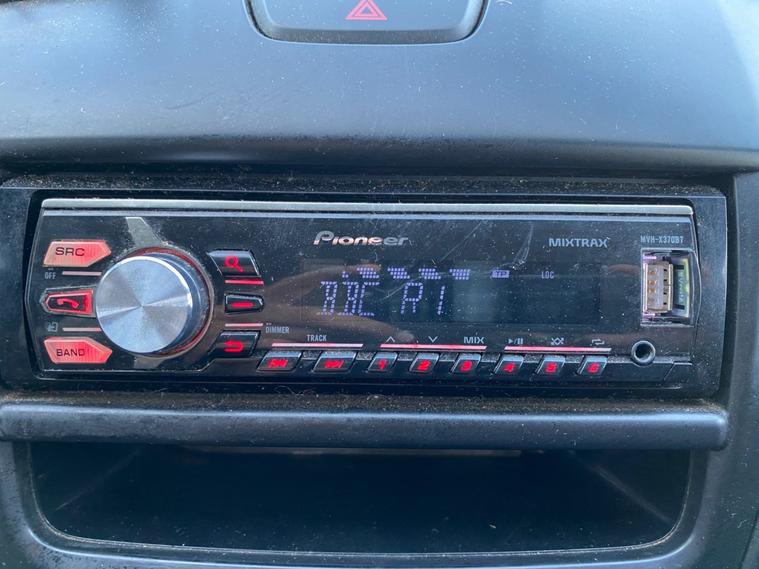 Pioneer
MIXTRAX
MVH-X370BT
SRC
OFF
LOC
BBC R1
DIMMER
BAND
TRACK
MIX
1 2 3 4 5 6